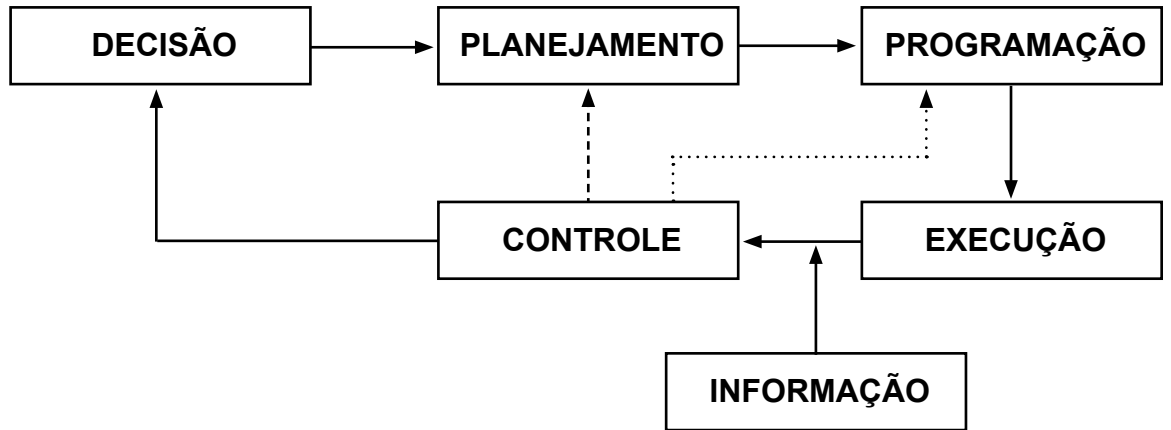 DECISÃO
PLANEJAMENTO
PROGRAMAÇÃO
CONTROLE
EXECUÇÃO
INFORMAÇÃO